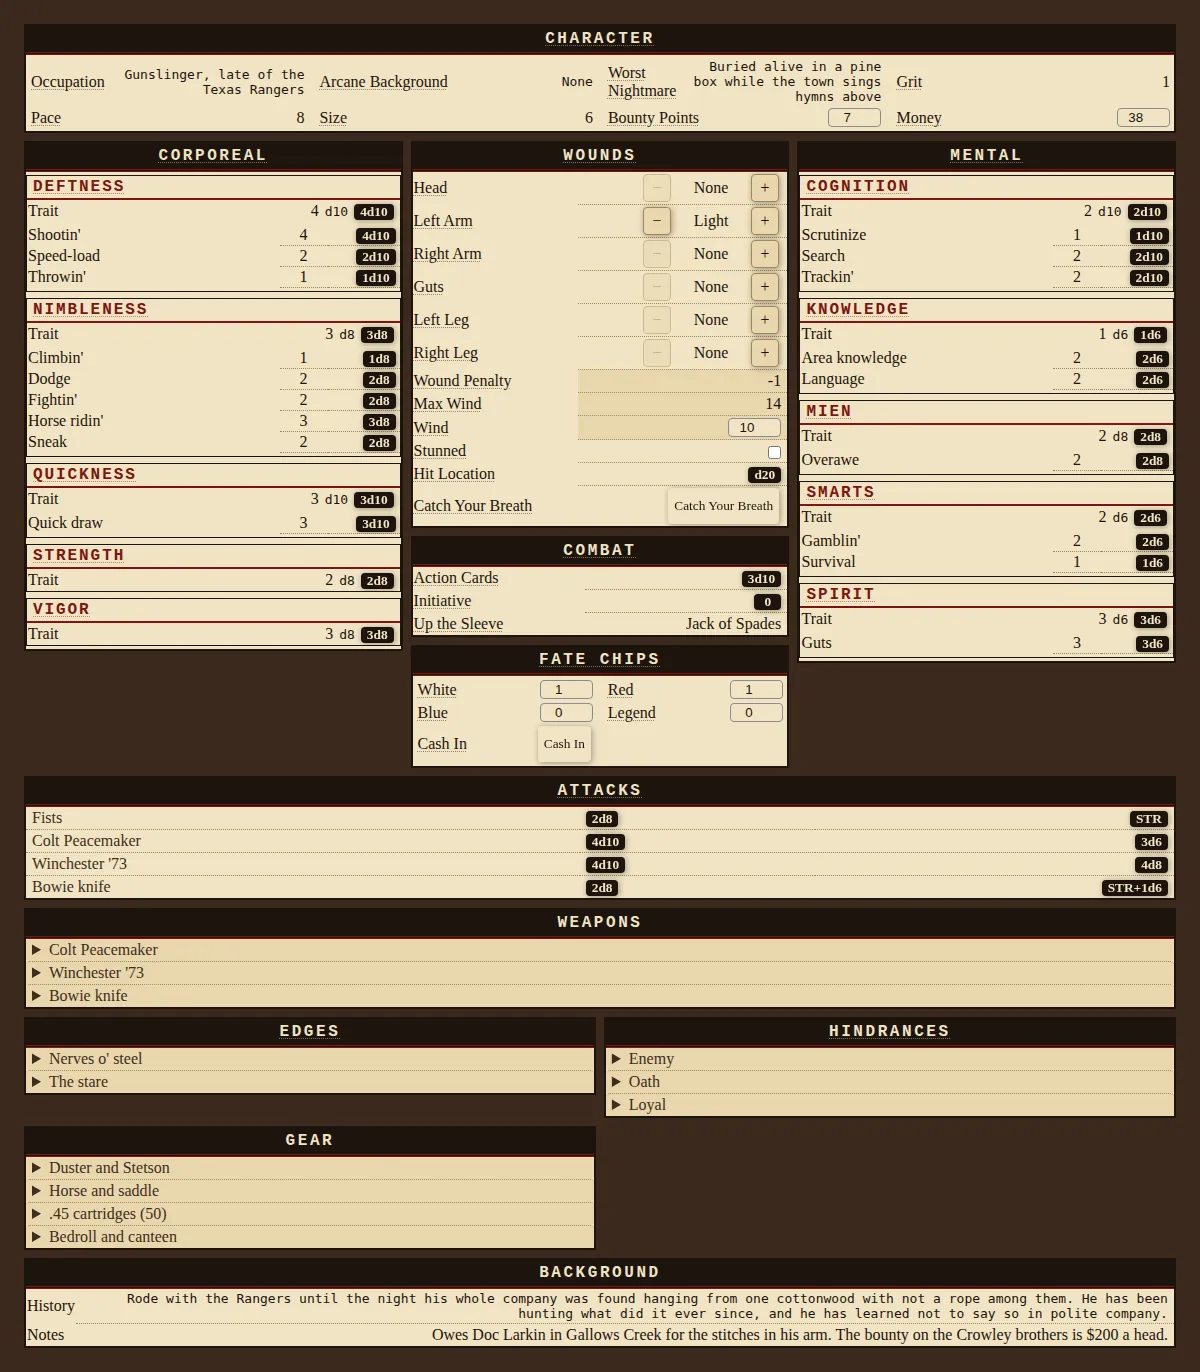 CHARACTER
Occupation Gunslinger, late of the Texas Rangers Arcane Background None Worst Nightmare Buried alive in a pine box while the town sings hymns above Grit 1
Pace 8 Size 6 Bounty Points 7 Money 38
CORPOREAL
DEFTNESS
Trait 4 d10 4d10
Shootin' 4 4d10
Speed-load 2 2d10
Throwin' 1 1d10
NIMBLENESS
Trait 3 d8 3d8
Climbin' 1 1d8
Dodge 2 2d8
Fightin' 2 2d8
Horse ridin' 3 3d8
Sneak 2 2d8
QUICKNESS
Trait 3 d10 3d10
Quick draw 3 3d10
STRENGTH
Trait 2 d8 2d8
VIGOR
Trait 3 d8 3d8
WOUNDS
Head − None +
Left Arm − Light +
Right Arm − None +
Guts − None +
Left Leg − None +
Right Leg − None +
Wound Penalty -1
Max Wind 14
Wind 10
Stunned
Hit Location d20
Catch Your Breath Catch Your Breath
COMBAT
Action Cards 3d10
Initiative 0
Up the Sleeve Jack of Spades
FATE CHIPS
White 1 Red 1
Blue 0 Legend 0
Cash In Cash In
MENTAL
COGNITION
Trait 2 d10 2d10
Scrutinize 1 1d10
Search 2 2d10
Trackin' 2 2d10
KNOWLEDGE
Trait 1 d6 1d6
Area knowledge 2 2d6
Language 2 2d6
MIEN
Trait 2 d8 2d8
Overawe 2 2d8
SMARTS
Trait 2 d6 2d6
Gamblin' 2 2d6
Survival 1 1d6
SPIRIT
Trait 3 d6 3d6
Guts 3 3d6
ATTACKS
Fists 2d8 STR
Colt Peacemaker 4d10 3d6
Winchester '73 4d10 4d8
Bowie knife 2d8 STR+1d6
WEAPONS
▶ Colt Peacemaker
▶ Winchester '73
▶ Bowie knife
EDGES
▶ Nerves o' steel
▶ The stare
HINDRANCES
▶ Enemy
▶ Oath
▶ Loyal
GEAR
▶ Duster and Stetson
▶ Horse and saddle
▶ .45 cartridges (50)
▶ Bedroll and canteen
BACKGROUND
History Rode with the Rangers until the night his whole company was found hanging from one cottonwood with not a rope among them. He has been
hunting what did it ever since, and he has learned not to say so in polite company.
Notes Owes Doc Larkin in Gallows Creek for the stitches in his arm. The bounty on the Crowley brothers is $200 a head.